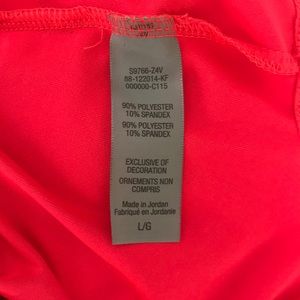 S9766-Z4V
88-122014-KF
000000-C115
90% POLYESTER
10% SPANDEX
90% POLYESTER
10% SPANDEX
EXCLUSIVE OF
DECORATION
ORNEMENTS NON
COMPRIS
Made in Jordan
Fabriqué en Jordanie
L/G